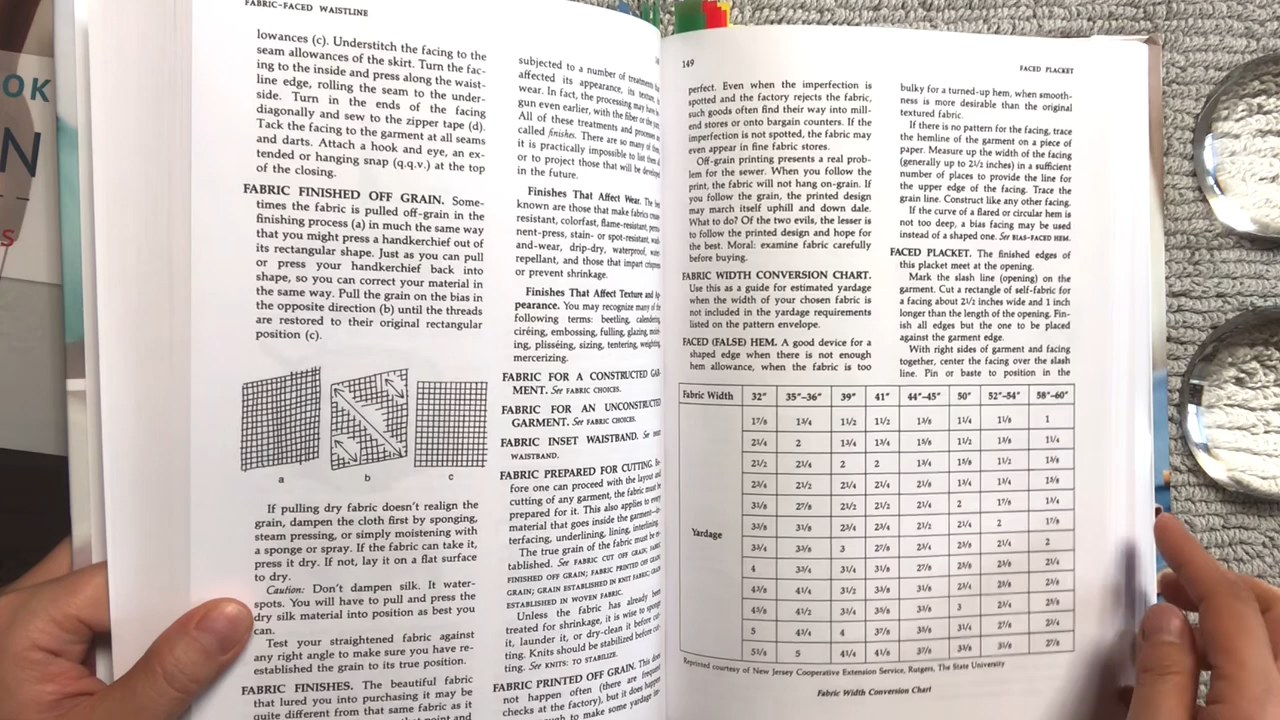 OOK
N
S
FABRIC-FACED WAISTLINE
lowances (c). Understitch the facing to the
seam allowances of the skirt. Turn the fac-
ing to the inside and press along the waist-
line edge, rolling the seam to the under-
side. Turn in the ends of the facing
diagonally and sew to the zipper tape (d).
Tack the facing to the garment at all seams
and darts. Attach a hook and eye, an ex-
tended or hanging snap (q.q.v.) at the top
of the closing.
FABRIC FINISHED OFF GRAIN. Some-
times the fabric is pulled off-grain in the
finishing process (a) in much the same way
that you might press a handkerchief out of
its rectangular shape. Just as you can pull
or press your handkerchief back into
shape, so you can correct your material in
the same way. Pull the grain on the bias in
the opposite direction (b) until the threads
are restored to their original rectangular
position (c).
a b c
If pulling dry fabric doesn't realign the
grain, dampen the cloth first by sponging,
steam pressing, or simply moistening with
a sponge or spray. If the fabric can take it,
press it dry. If not, lay it on a flat surface
to dry.
Caution: Don't dampen silk. It water-
spots. You will have to pull and press the
dry silk material into position as best you
can.
Test your straightened fabric against
any right angle to make sure you have re-
established the grain to its true position.
FABRIC FINISHES. The beautiful fabric
that lured you into purchasing it may be
quite different from that same fabric as it
point and
subjected to a number of treatments
affected its appearance, its texture,
wear. In fact, the processing may have
gun even earlier, with the fiber or the
All of these treatments and processes
called finishes. There are so many of
it is practically impossible to list them
or to project those that will be developed
in the future.
Finishes That Affect Wear. The
known are those that make fabrics
resistant, colorfast, flame-resistant,
nent-press, stain- or spot-resistant,
and-wear, drip-dry, waterproof,
repellant, and those that impart crispness
or prevent shrinkage.
Finishes That Affect Texture and Ap-
pearance. You may recognize many of the
following terms: beetling, calendering,
ciréing, embossing, fulling, glazing,
ing, plisséing, sizing, tentering, weighting,
mercerizing.
FABRIC FOR A CONSTRUCTED GAR-
MENT. See FABRIC CHOICES.
FABRIC FOR AN UNCONSTRUCTED
GARMENT. See FABRIC CHOICES.
FABRIC INSET WAISTBAND. See
WAISTBAND.
FABRIC PREPARED FOR CUTTING. Be-
fore one can proceed with the layout and
cutting of any garment, the fabric must be
prepared for it. This also applies to every
material that goes inside the garment—in-
terfacing, underlining, lining, interlining.
The true grain of the fabric must be es-
tablished. See FABRIC CUT OFF GRAIN; FABRIC
FINISHED OFF GRAIN; FABRIC PRINTED OFF GRAIN;
GRAIN; GRAIN ESTABLISHED IN KNIT FABRIC; GRAIN
ESTABLISHED IN WOVEN FABRIC.
Unless the fabric has already been
treated for shrinkage, it is wise to sponge
it, launder it, or dry-clean it before cut-
ting. Knits should be stabilized before cut-
ting. See KNITS: TO STABILIZE.
FABRIC PRINTED OFF GRAIN. This does
not happen often (there are frequent
checks at the factory), but it does happen
to make some yardage
149
FACED PLACKET
perfect. Even when the imperfection is
spotted and the factory rejects the fabric,
such goods often find their way into mill-
end stores or onto bargain counters. If the
imperfection is not spotted, the fabric may
even appear in fine fabric stores.
Off-grain printing presents a real prob-
lem for the sewer. When you follow the
print, the fabric will not hang on-grain. If
you follow the grain, the printed design
may march itself uphill and down dale.
What to do? Of the two evils, the lesser is
to follow the printed design and hope for
the best. Moral: examine fabric carefully
before buying.
FABRIC WIDTH CONVERSION CHART.
Use this as a guide for estimated yardage
when the width of your chosen fabric is
not included in the yardage requirements
listed on the pattern envelope.
FACED (FALSE) HEM. A good device for a
shaped edge when there is not enough
hem allowance, when the fabric is too
bulky for a turned-up hem, when smooth-
ness is more desirable than the original
textured fabric.
If there is no pattern for the facing, trace
the hemline of the garment on a piece of
paper. Measure up the width of the facing
(generally up to 2½ inches) in a sufficient
number of places to provide the line for
the upper edge of the facing. Trace the
grain line. Construct like any other facing.
If the curve of a flared or circular hem is
not too deep, a bias facing may be used
instead of a shaped one. See BIAS-FACED HEM.
FACED PLACKET. The finished edges of
this placket meet at the opening.
Mark the slash line (opening) on the
garment. Cut a rectangle of self-fabric for
a facing about 2½ inches wide and 1 inch
longer than the length of the opening. Fin-
ish all edges but the one to be placed
against the garment edge.
With right sides of garment and facing
together, center the facing over the slash
line. Pin or baste to position in the
Fabric Width 32" 35"-36" 39" 41" 44"-45" 50" 52"-54" 58"-60"
1⅞ 1¾ 1½ 1½ 1⅜ 1¼ 1⅛ 1
2¼ 2 1¾ 1¾ 1⅝ 1½ 1⅜ 1¼
2½ 2¼ 2 2 1¾ 1⅝ 1½ 1⅜
2¾ 2½ 2¼ 2¼ 2⅛ 1¾ 1¾ 1⅝
3⅛ 2⅞ 2½ 2½ 2¼ 2 1⅞ 1¾
3⅜ 3⅛ 2¾ 2¾ 2½ 2¼ 2 1⅞
Yardage
3¾ 3⅜ 3 2⅞ 2¾ 2⅜ 2¼ 2
4 3¾ 3¼ 3⅛ 2⅞ 2⅝ 2⅜ 2¼
4⅜ 4¼ 3½ 3⅜ 3⅛ 2¾ 2⅝ 2⅜
4⅝ 4½ 3¾ 3⅝ 3⅜ 3 2¾ 2⅝
5 4¾ 4 3⅞ 3⅝ 3¼ 2⅞ 2¾
5¼ 5 4¼ 4⅛ 3⅞ 3⅜ 3⅛ 2⅞
Reprinted courtesy of New Jersey Cooperative Extension Service, Rutgers, The State University
Fabric Width Conversion Chart